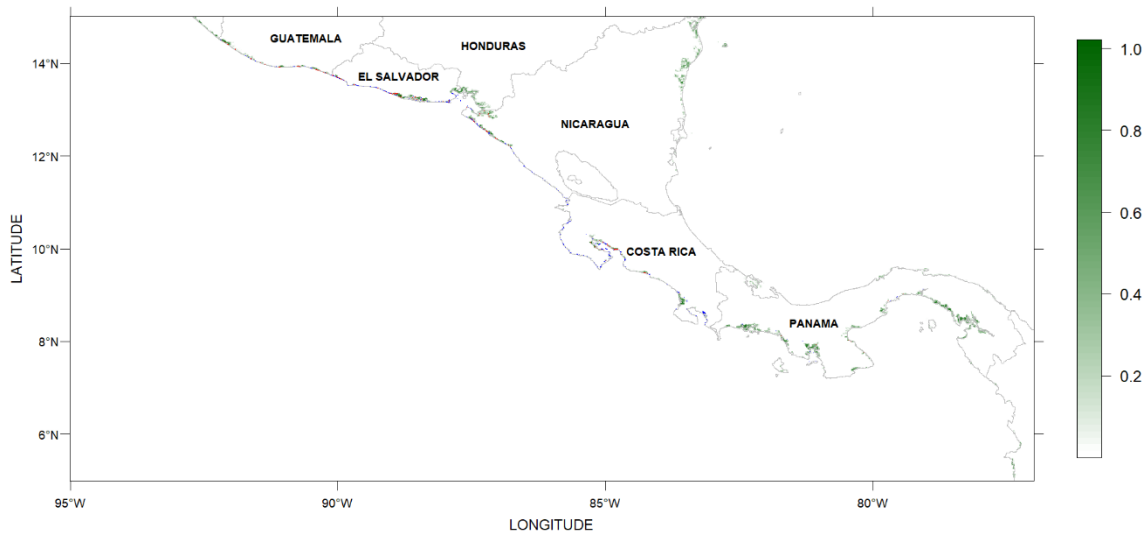 GUATEMALA
HONDURAS
14°N
EL SALVADOR
NICARAGUA
12°N
10°N
COSTA RICA
PANAMA
8°N
6°N
95°W
90°W
85°W
80°W
LONGITUDE
LATITUDE
1.0
0.8
0.6
0.4
0.2